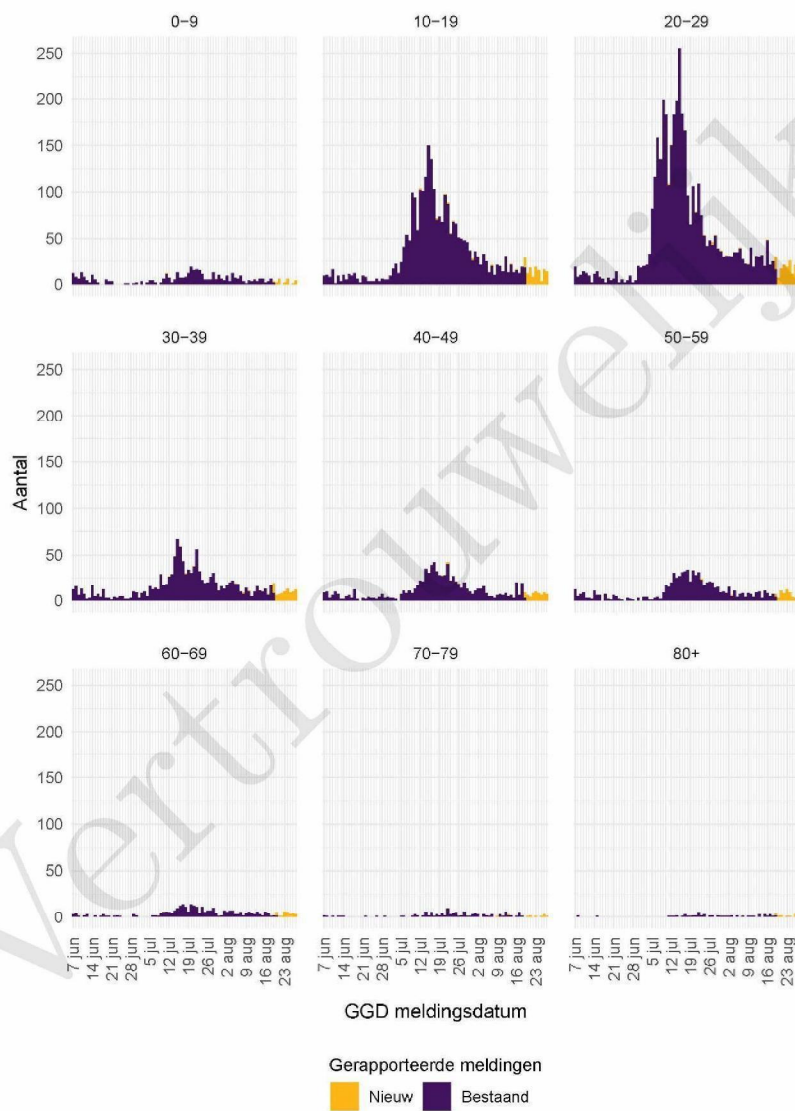 0−9 10−19 20−29
250
200
150
100
50
0
30−39 40−49 50−59
250
200
150
100
50
0
Aantal
60−69 70−79 80+
250
200
150
100
50
0
7 jun 14 jun 21 jun 28 jun 5 jul 12 jul 19 jul 26 jul 2 aug 9 aug 16 aug 23 aug 7 jun 14 jun 21 jun 28 jun 5 jul 12 jul 19 jul 26 jul 2 aug 9 aug 16 aug 23 aug 7 jun 14 jun 21 jun 28 jun 5 jul 12 jul 19 jul 26 jul 2 aug 9 aug 16 aug 23 aug
GGD meldingsdatum
Gerapporteerde meldingen
Nieuw Bestaand
Vertrouwelijk